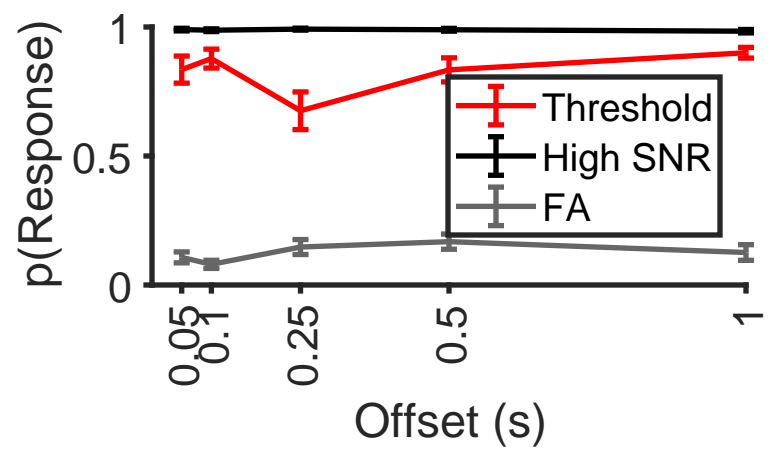 p(Response)
1
0.5
0
Threshold
High SNR
FA
0.05
0.1
0.25
0.5
1
Offset (s)